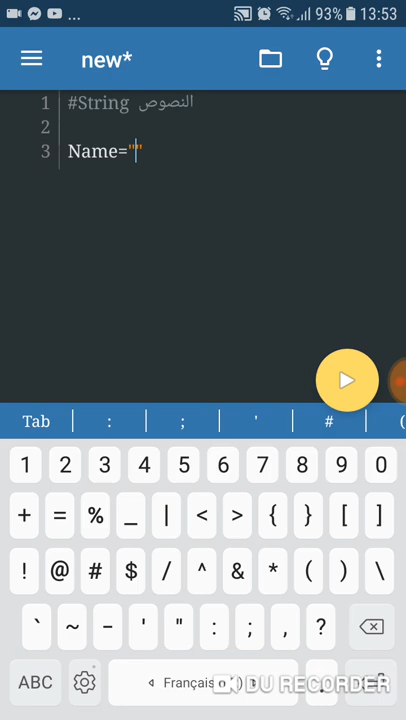 ... 93% 13:53
new*
1 #String النصوص
2
3 Name=""
Tab : ; ' # (
1 2 3 4 5 6 7 8 9 0
+ = % _ | < > { } [ ]
! @ # $ / ^ & * ( ) \
` ~ - ' " : ; , ?
ABC Français .
DU RECORDER